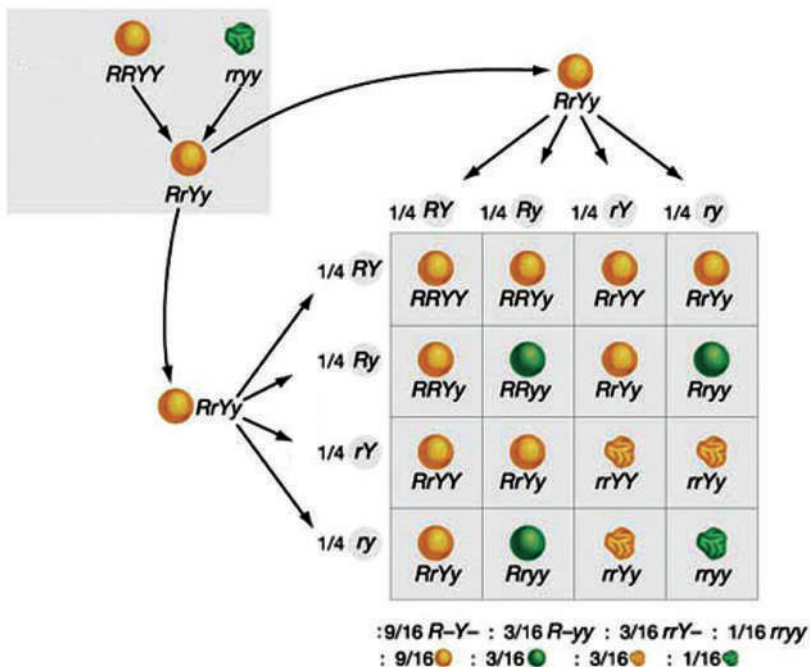 RRYY rryy
RrYy
RrYy
1/4 RY 1/4 Ry 1/4 rY 1/4 ry
1/4 RY
RRYY RRYy RrYY RrYy
1/4 Ry
RRYy RRyy RrYy Rryy
RrYy
1/4 rY
RrYY RrYy rrYY rrYy
1/4 ry
RrYy Rryy rrYy rryy
:9/16 R–Y– : 3/16 R–yy : 3/16 rrY– : 1/16 rryy
: 9/16 : 3/16 : 3/16 : 1/16